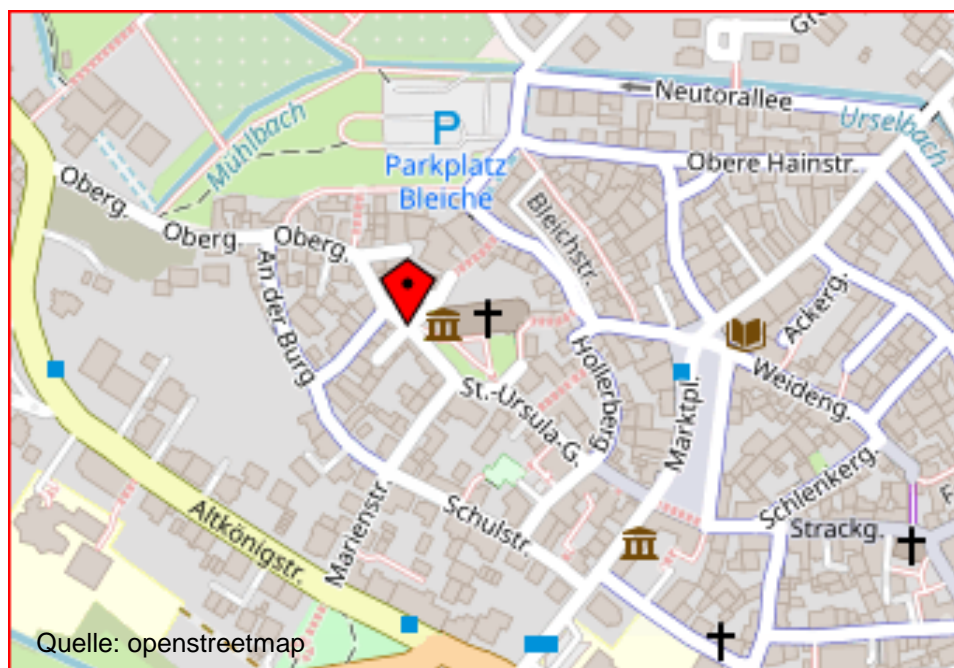 Gr
Neutorallee
Urselbach
Mühlbach
P
Parkplatz
Bleiche
Obere Hainstr.
Oberg.
Oberg.
Oberg.
Bleichstr.
An der Burg
Ackerg.
Hollerberg
Weideng.
St.-Ursula-G.
Marktpl.
Schlenkerg.
F
Marienstr.
Schulstr.
Strackg.
Altkönigstr.
Quelle: openstreetmap